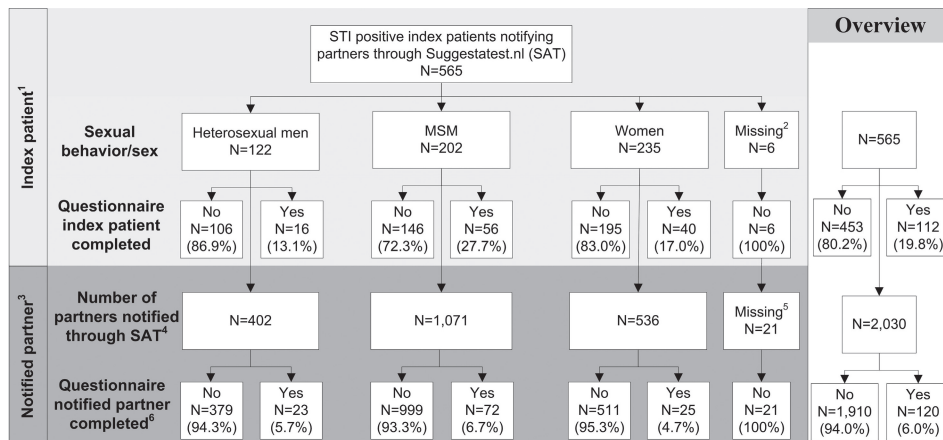 Overview
STI positive index patients notifying
partners through Suggestatest.nl (SAT)
N=565
Index patient1
Sexual
behavior/sex
Heterosexual men
N=122
MSM
N=202
Women
N=235
Missing2
N=6
N=565
Questionnaire
index patient
completed
No
N=106
(86.9%)
Yes
N=16
(13.1%)
No
N=146
(72.3%)
Yes
N=56
(27.7%)
No
N=195
(83.0%)
Yes
N=40
(17.0%)
No
N=6
(100%)
No
N=453
(80.2%)
Yes
N=112
(19.8%)
Notified partner3
Number of
partners notified
through SAT4
N=402
N=1,071
N=536
Missing5
N=21
N=2,030
Questionnaire
notified partner
completed6
No
N=379
(94.3%)
Yes
N=23
(5.7%)
No
N=999
(93.3%)
Yes
N=72
(6.7%)
No
N=511
(95.3%)
Yes
N=25
(4.7%)
No
N=21
(100%)
No
N=1,910
(94.0%)
Yes
N=120
(6.0%)